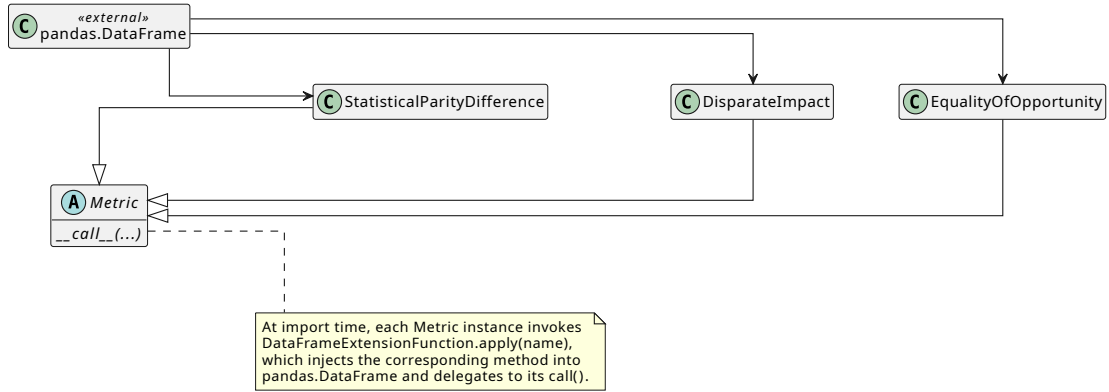 C «external»
pandas.DataFrame
C StatisticalParityDifference
C DisparateImpact
C EqualityOfOpportunity
A Metric
__call__(...)
At import time, each Metric instance invokes
DataFrameExtensionFunction.apply(name),
which injects the corresponding method into
pandas.DataFrame and delegates to its call().